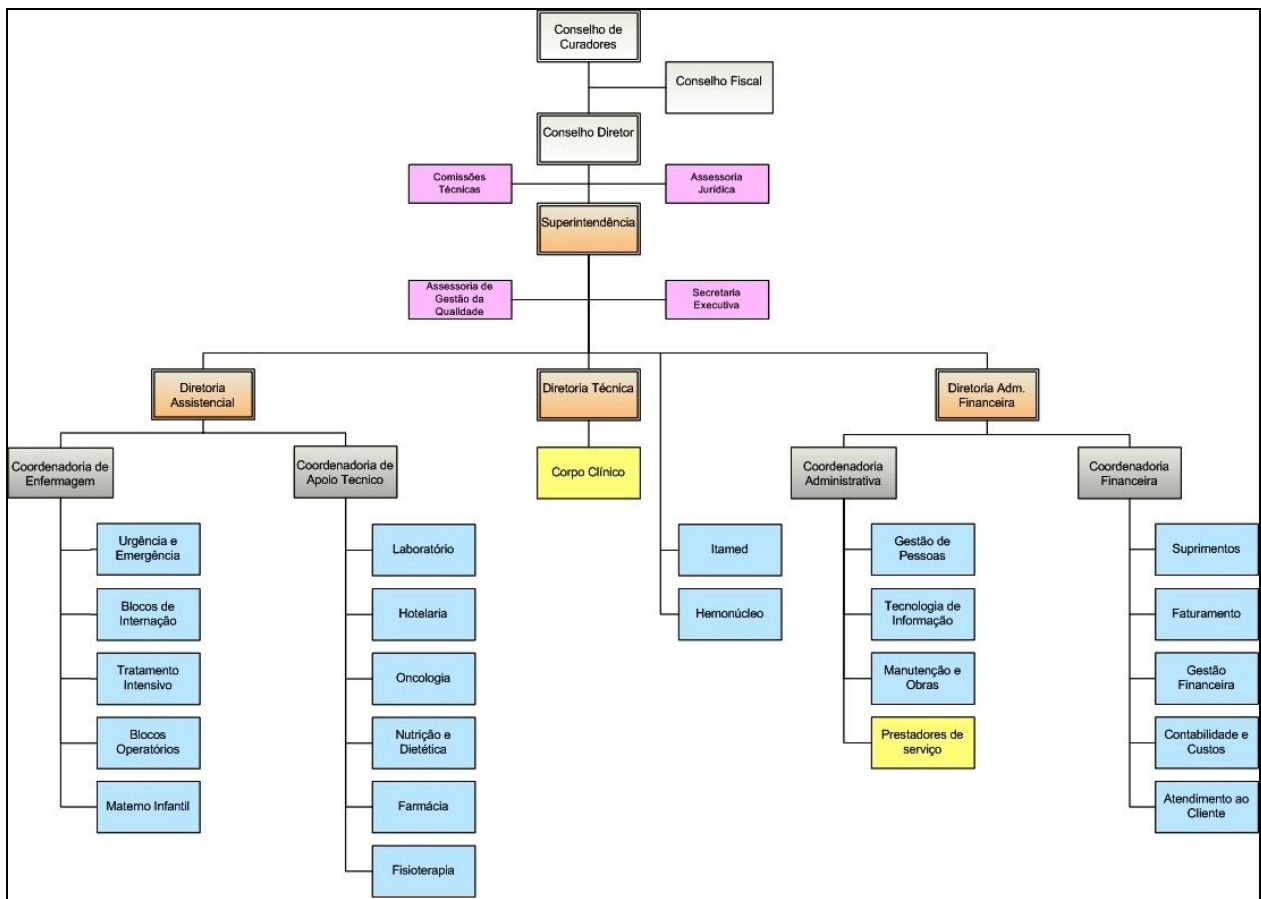 Conselho de
Curadores
Conselho Fiscal
Conselho Diretor
Comissões
Técnicas
Assessoria
Jurídica
Superintendência
Assessoria de
Gestão da
Qualidade
Secretaria
Executiva
Diretoria
Assistencial
Diretoria Técnica
Diretoria Adm.
Financeira
Coordenadoria de
Enfermagem
Coordenadoria de
Apoio Tecnico
Corpo Clínico
Coordenadoria
Administrativa
Coordenadoria
Financeira
Urgência e
Emergência
Blocos de
Internação
Tratamento
Intensivo
Blocos
Operatórios
Materno Infantil
Laboratório
Hotelaria
Oncologia
Nutrição e
Dietética
Farmácia
Fisioterapia
Itamed
Hemonúcleo
Gestão de
Pessoas
Tecnologia de
Informação
Manutenção e
Obras
Prestadores de
serviço
Suprimentos
Faturamento
Gestão
Financeira
Contabilidade e
Custos
Atendimento ao
Cliente